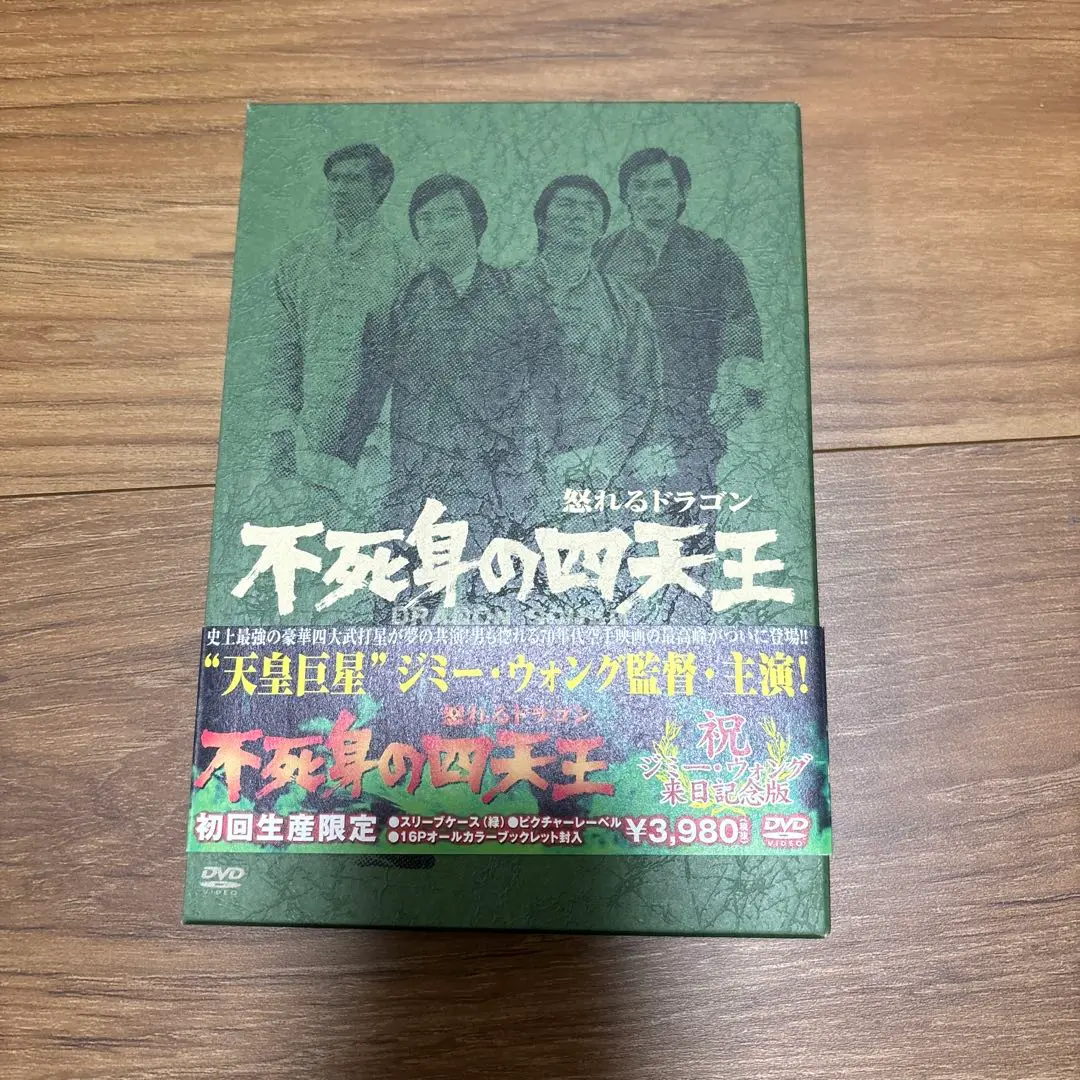 怒れるドラゴン
不死身の四天王
DRAGON SQUAD
史上最強の豪華四大武打星が夢の共演!男も惚れる70年代空手映画の最高峰がついに登場!!
“天皇巨星”ジミー・ウォング監督・主演!
怒れるドラゴン
不死身の四天王
祝
ジミー・ウォング
来日記念版
初回生産限定
●スリーブケース(緑)●ピクチャーレーベル
●16Pオールカラーブックレット封入
¥3,980
DVD
VIDEO
DVD
VIDEO